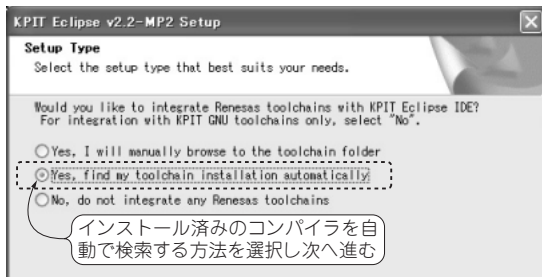 KPIT Eclipse v2.2-MP2 Setup
Setup Type
Select the setup type that best suits your needs.
Would you like to integrate Renesas toolchains with KPIT Eclipse IDE?
For integration with KPIT GNU toolchains only, select "No".
Yes, I will manually browse to the toolchain folder
Yes, find my toolchain installation automatically
No, do not integrate any Renesas toolchains
インストール済みのコンパイラを自
動で検索する方法を選択し次へ進む